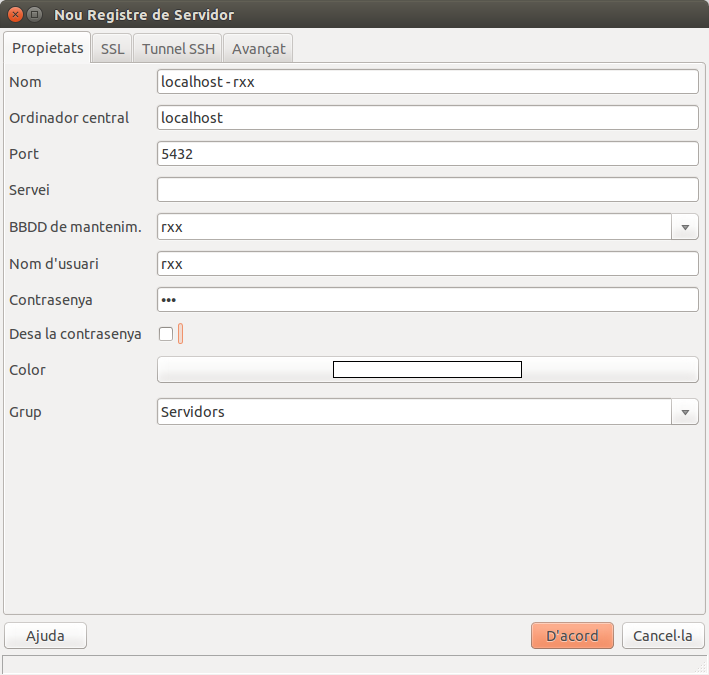 Nou Registre de Servidor
Propietats SSL Tunnel SSH Avançat
Nom localhost - rxx
Ordinador central localhost
Port 5432
Servei
BBDD de mantenim. rxx
Nom d'usuari rxx
Contrasenya •••
Desa la contrasenya
Color
Grup Servidors
Ajuda D'acord Cancel·la